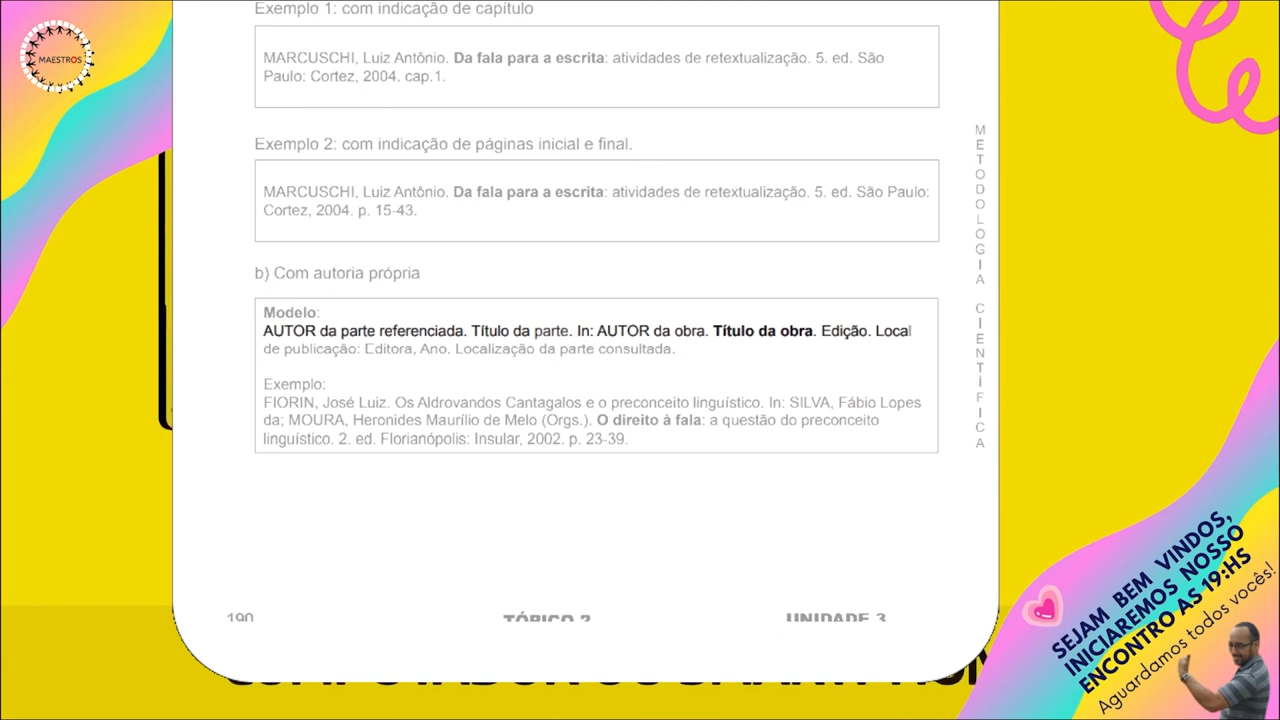 MAESTROS
Exemplo 1: com indicação de capítulo
MARCUSCHI, Luiz Antônio. Da fala para a escrita: atividades de retextualização. 5. ed. São
Paulo: Cortez, 2004. cap.1.
Exemplo 2: com indicação de páginas inicial e final.
MARCUSCHI, Luiz Antônio. Da fala para a escrita: atividades de retextualização. 5. ed. São Paulo:
Cortez, 2004. p. 15-43.
b) Com autoria própria
Modelo:
AUTOR da parte referenciada. Título da parte. In: AUTOR da obra. Título da obra. Edição. Local
de publicação: Editora, Ano. Localização da parte consultada.
Exemplo:
FIORIN, José Luiz. Os Aldrovandos Cantagalos e o preconceito linguístico. In: SILVA, Fábio Lopes
da; MOURA, Heronides Maurílio de Melo (Orgs.). O direito à fala: a questão do preconceito
linguístico. 2. ed. Florianópolis: Insular, 2002. p. 23-39.
METODOLOGIA CIENTÍFICA
190
TÓPICO 2
UNIDADE 3
SEJAM BEM VINDOS,
INICIAREMOS NOSSO
ENCONTRO AS 19:HS
Aguardamos todos vocês!